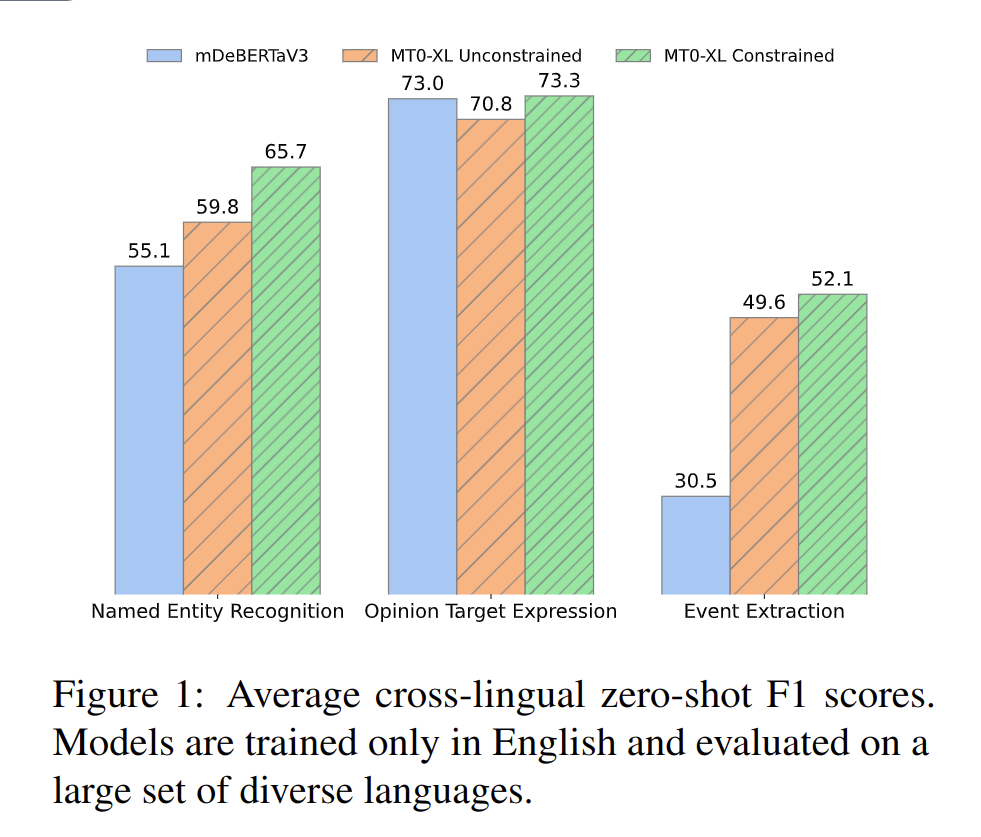 mDeBERTaV3 MT0-XL Unconstrained MT0-XL Constrained
55.1
59.8
65.7
73.0
70.8
73.3
30.5
49.6
52.1
Named Entity Recognition Opinion Target Expression Event Extraction
Figure 1: Average cross-lingual zero-shot F1 scores.
Models are trained only in English and evaluated on a
large set of diverse languages.